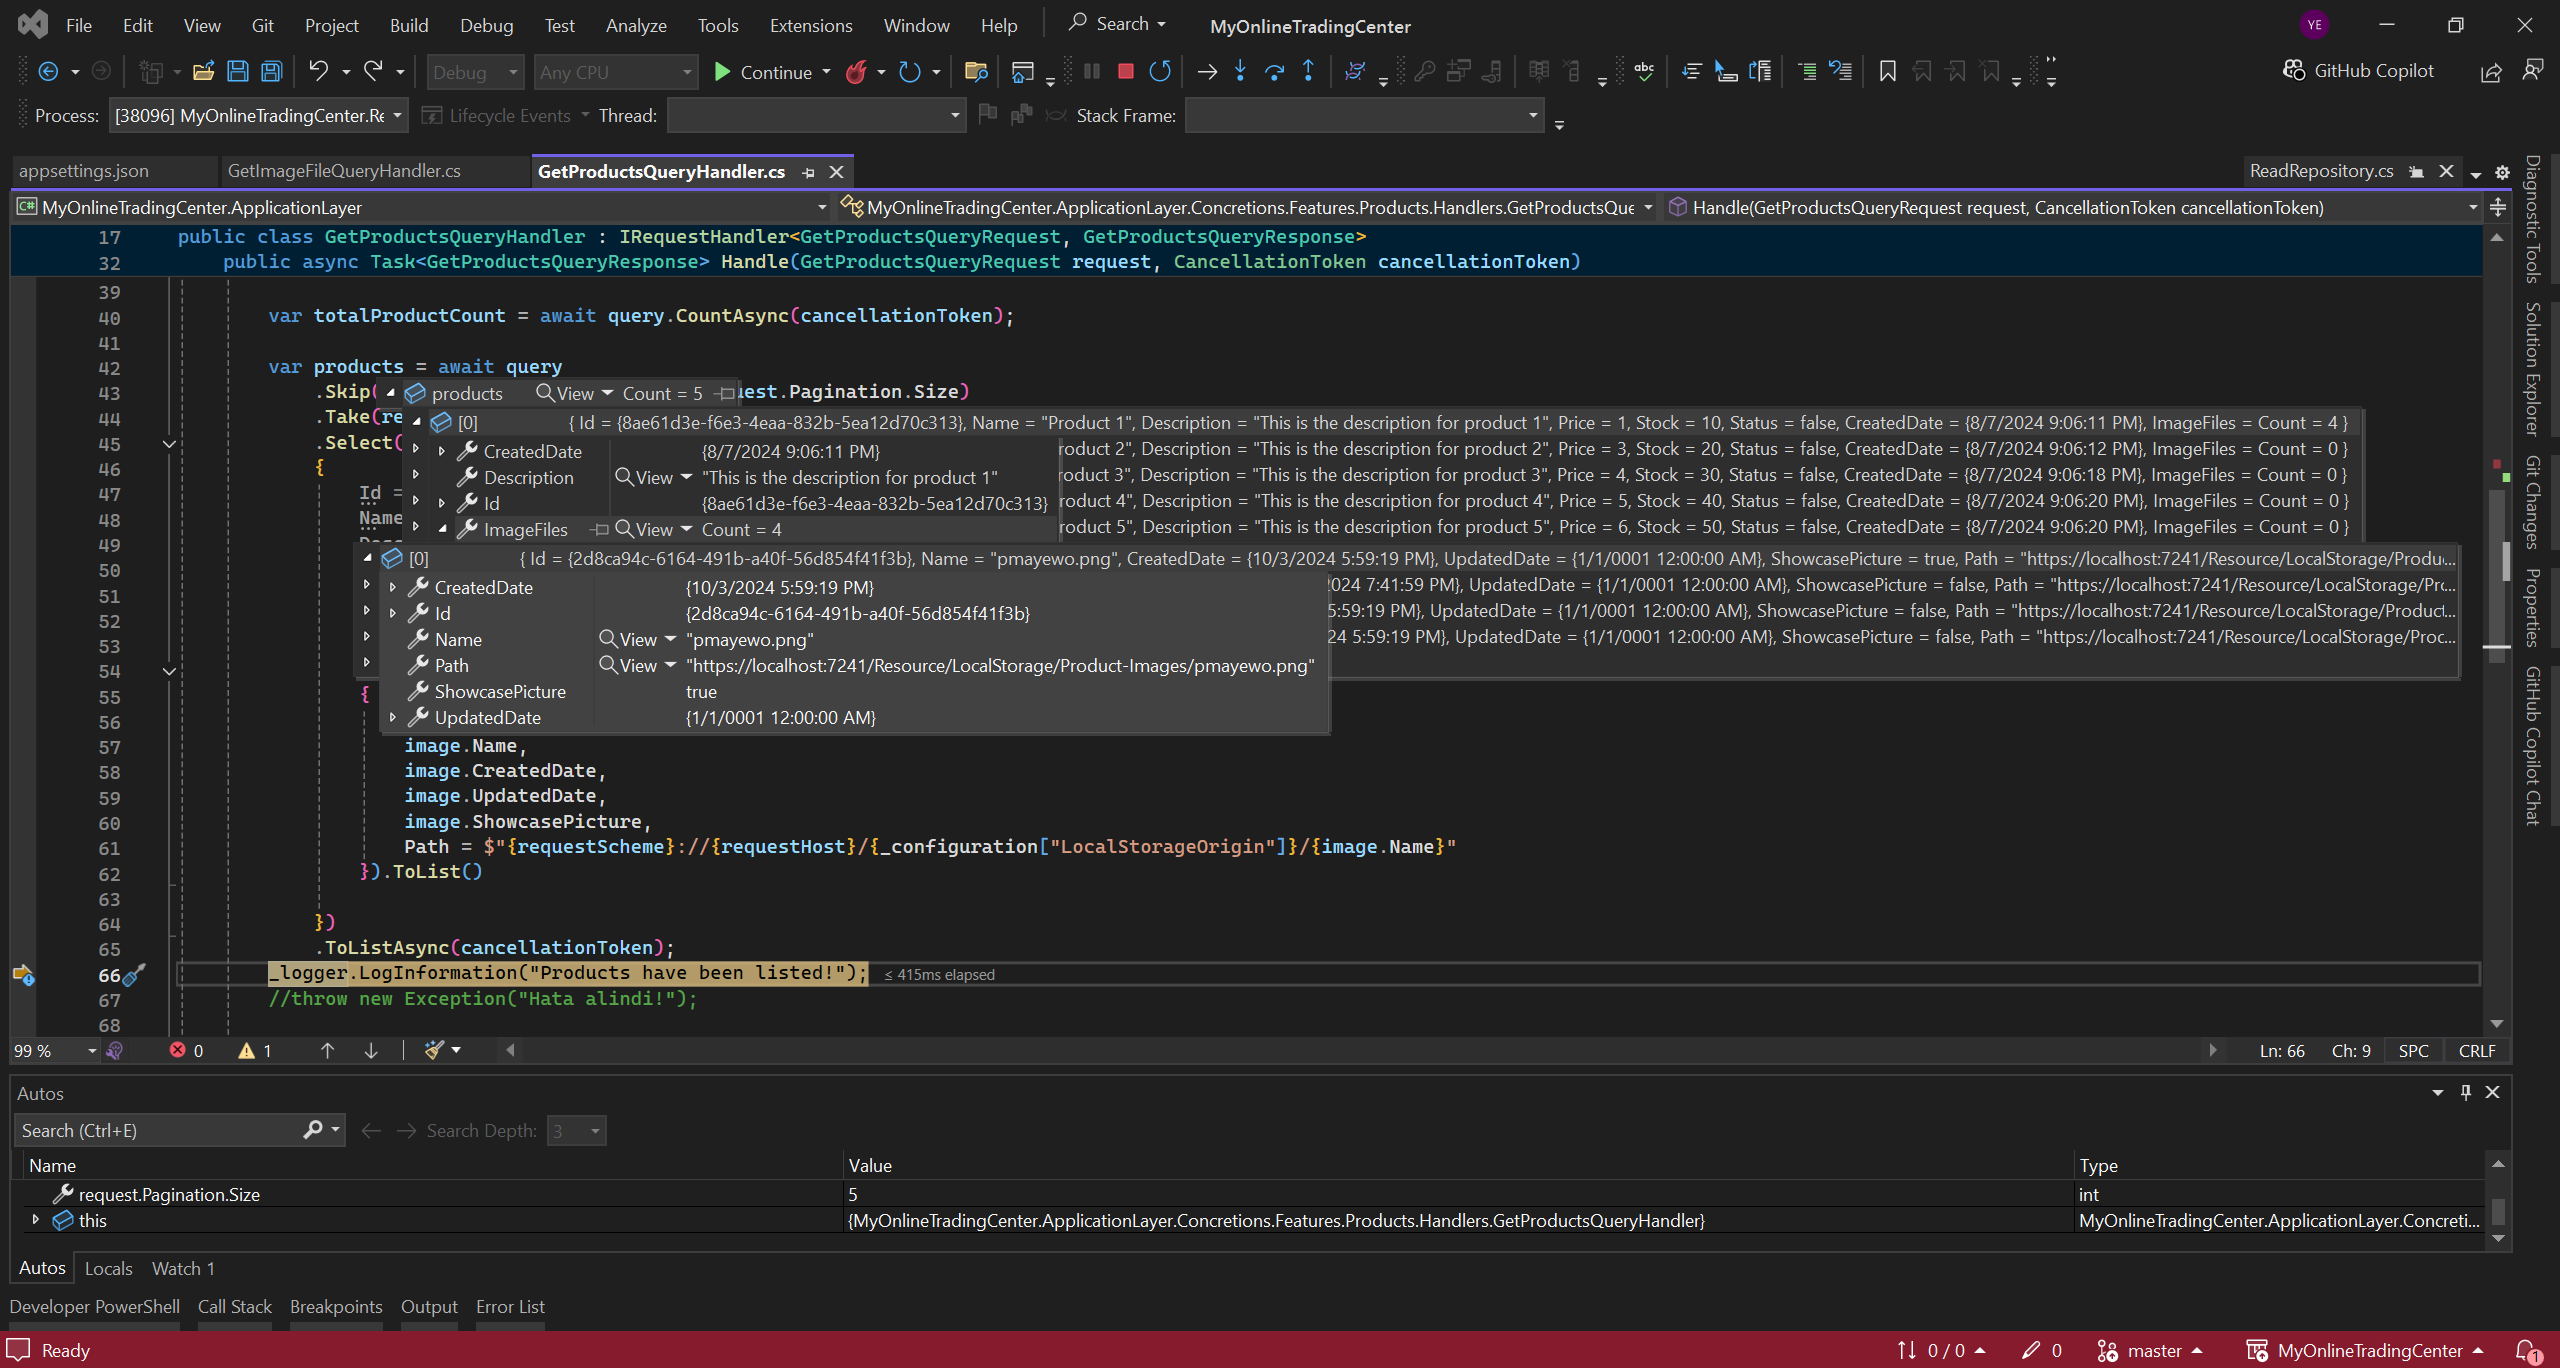 File Edit View Git Project Build Debug Test Analyze Tools Extensions Window Help Search MyOnlineTradingCenter YE
Debug Any CPU Continue GitHub Copilot
Process: [38096] MyOnlineTradingCenter.Re Lifecycle Events Thread: Stack Frame:
appsettings.json GetImageFileQueryHandler.cs GetProductsQueryHandler.cs ReadRepository.cs
C# MyOnlineTradingCenter.ApplicationLayer MyOnlineTradingCenter.ApplicationLayer.Concretions.Features.Products.Handlers.GetProductsQue Handle(GetProductsQueryRequest request, CancellationToken cancellationToken)
17 public class GetProductsQueryHandler : IRequestHandler<GetProductsQueryRequest, GetProductsQueryResponse>
32 public async Task<GetProductsQueryResponse> Handle(GetProductsQueryRequest request, CancellationToken cancellationToken)
39
40 var totalProductCount = await query.CountAsync(cancellationToken);
41
42 var products = await query
43 .Skip( products View Count = 5 uest.Pagination.Size)
44 .Take(re [0] { Id = {8ae61d3e-f6e3-4eaa-832b-5ea12d70c313}, Name = "Product 1", Description = "This is the description for product 1", Price = 1, Stock = 10, Status = false, CreatedDate = {8/7/2024 9:06:11 PM}, ImageFiles = Count = 4 }
45 .Select( CreatedDate {8/7/2024 9:06:11 PM} roduct 2", Description = "This is the description for product 2", Price = 3, Stock = 20, Status = false, CreatedDate = {8/7/2024 9:06:12 PM}, ImageFiles = Count = 0 }
46 { Description View "This is the description for product 1" roduct 3", Description = "This is the description for product 3", Price = 4, Stock = 30, Status = false, CreatedDate = {8/7/2024 9:06:18 PM}, ImageFiles = Count = 0 }
47 Id = Id {8ae61d3e-f6e3-4eaa-832b-5ea12d70c313} roduct 4", Description = "This is the description for product 4", Price = 5, Stock = 40, Status = false, CreatedDate = {8/7/2024 9:06:20 PM}, ImageFiles = Count = 0 }
48 Name ImageFiles View Count = 4 roduct 5", Description = "This is the description for product 5", Price = 6, Stock = 50, Status = false, CreatedDate = {8/7/2024 9:06:20 PM}, ImageFiles = Count = 0 }
49
50 [0] { Id = {2d8ca94c-6164-491b-a40f-56d854f41f3b}, Name = "pmayewo.png", CreatedDate = {10/3/2024 5:59:19 PM}, UpdatedDate = {1/1/0001 12:00:00 AM}, ShowcasePicture = true, Path = "https://localhost:7241/Resource/LocalStorage/Produ...
51 CreatedDate {10/3/2024 5:59:19 PM} 024 7:41:59 PM}, UpdatedDate = {1/1/0001 12:00:00 AM}, ShowcasePicture = false, Path = "https://localhost:7241/Resource/LocalStorage/Pr...
52 Id {2d8ca94c-6164-491b-a40f-56d854f41f3b} 5:59:19 PM}, UpdatedDate = {1/1/0001 12:00:00 AM}, ShowcasePicture = false, Path = "https://localhost:7241/Resource/LocalStorage/Product...
53 Name View "pmayewo.png" 4 5:59:19 PM}, UpdatedDate = {1/1/0001 12:00:00 AM}, ShowcasePicture = false, Path = "https://localhost:7241/Resource/LocalStorage/Proc...
54 Path View "https://localhost:7241/Resource/LocalStorage/Product-Images/pmayewo.png"
55 { ShowcasePicture true
56 UpdatedDate {1/1/0001 12:00:00 AM}
57 image.Name,
58 image.CreatedDate,
59 image.UpdatedDate,
60 image.ShowcasePicture,
61 Path = $"{requestScheme}://{requestHost}/{_configuration["LocalStorageOrigin"]}/{image.Name}"
62 }).ToList()
63
64 })
65 .ToListAsync(cancellationToken);
66 _logger.LogInformation("Products have been listed!"); ≤ 415ms elapsed
67 //throw new Exception("Hata alindi!");
68
99 % 0 1 Ln: 66 Ch: 9 SPC CRLF
Autos
Search (Ctrl+E) Search Depth: 3
Name Value Type
request.Pagination.Size 5 int
this {MyOnlineTradingCenter.ApplicationLayer.Concretions.Features.Products.Handlers.GetProductsQueryHandler} MyOnlineTradingCenter.ApplicationLayer.Concreti...
Autos Locals Watch 1
Developer PowerShell Call Stack Breakpoints Output Error List
Ready 0 / 0 0 master MyOnlineTradingCenter 1
Diagnostic Tools
Solution Explorer
Git Changes
Properties
GitHub Copilot Chat